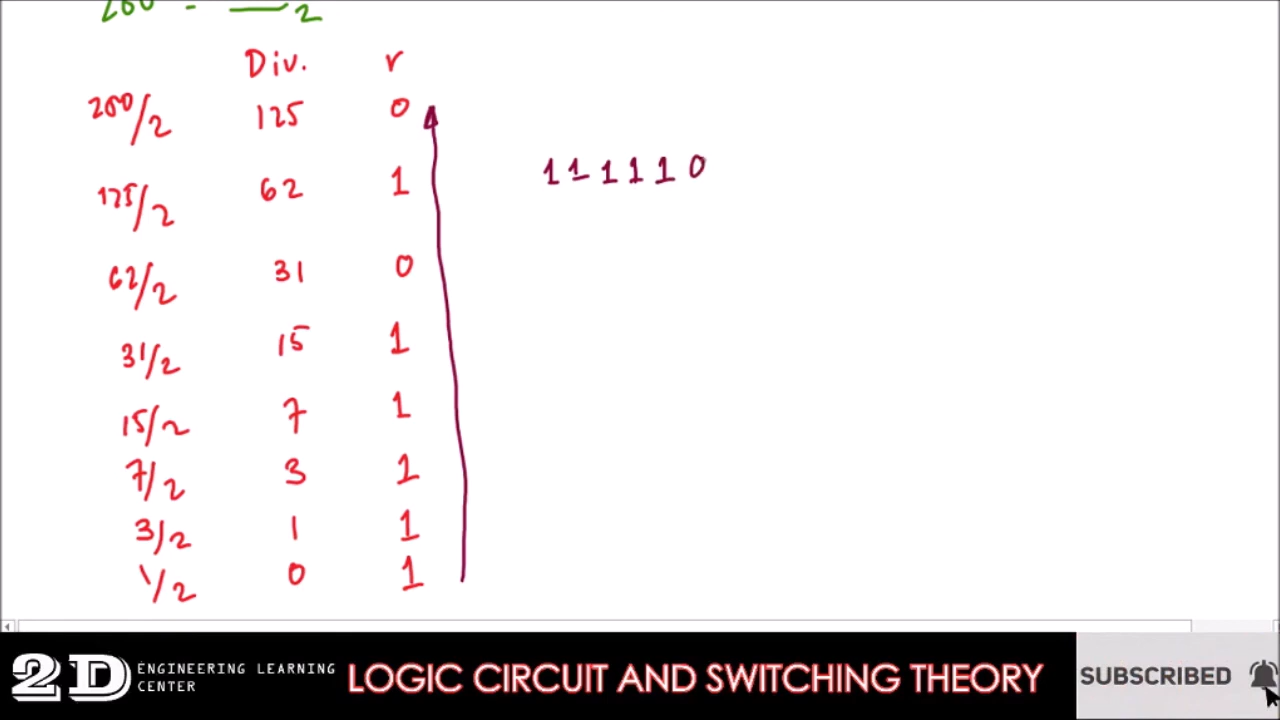 Div. r
250/2 125 0
125/2 62 1
111110
62/2 31 0
31/2 15 1
15/2 7 1
7/2 3 1
3/2 1 1
1/2 0 1
2D ENGINEERING LEARNING CENTER
LOGIC CIRCUIT AND SWITCHING THEORY
SUBSCRIBED